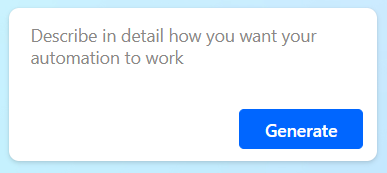 Describe in detail how you want your
automation to work
Generate